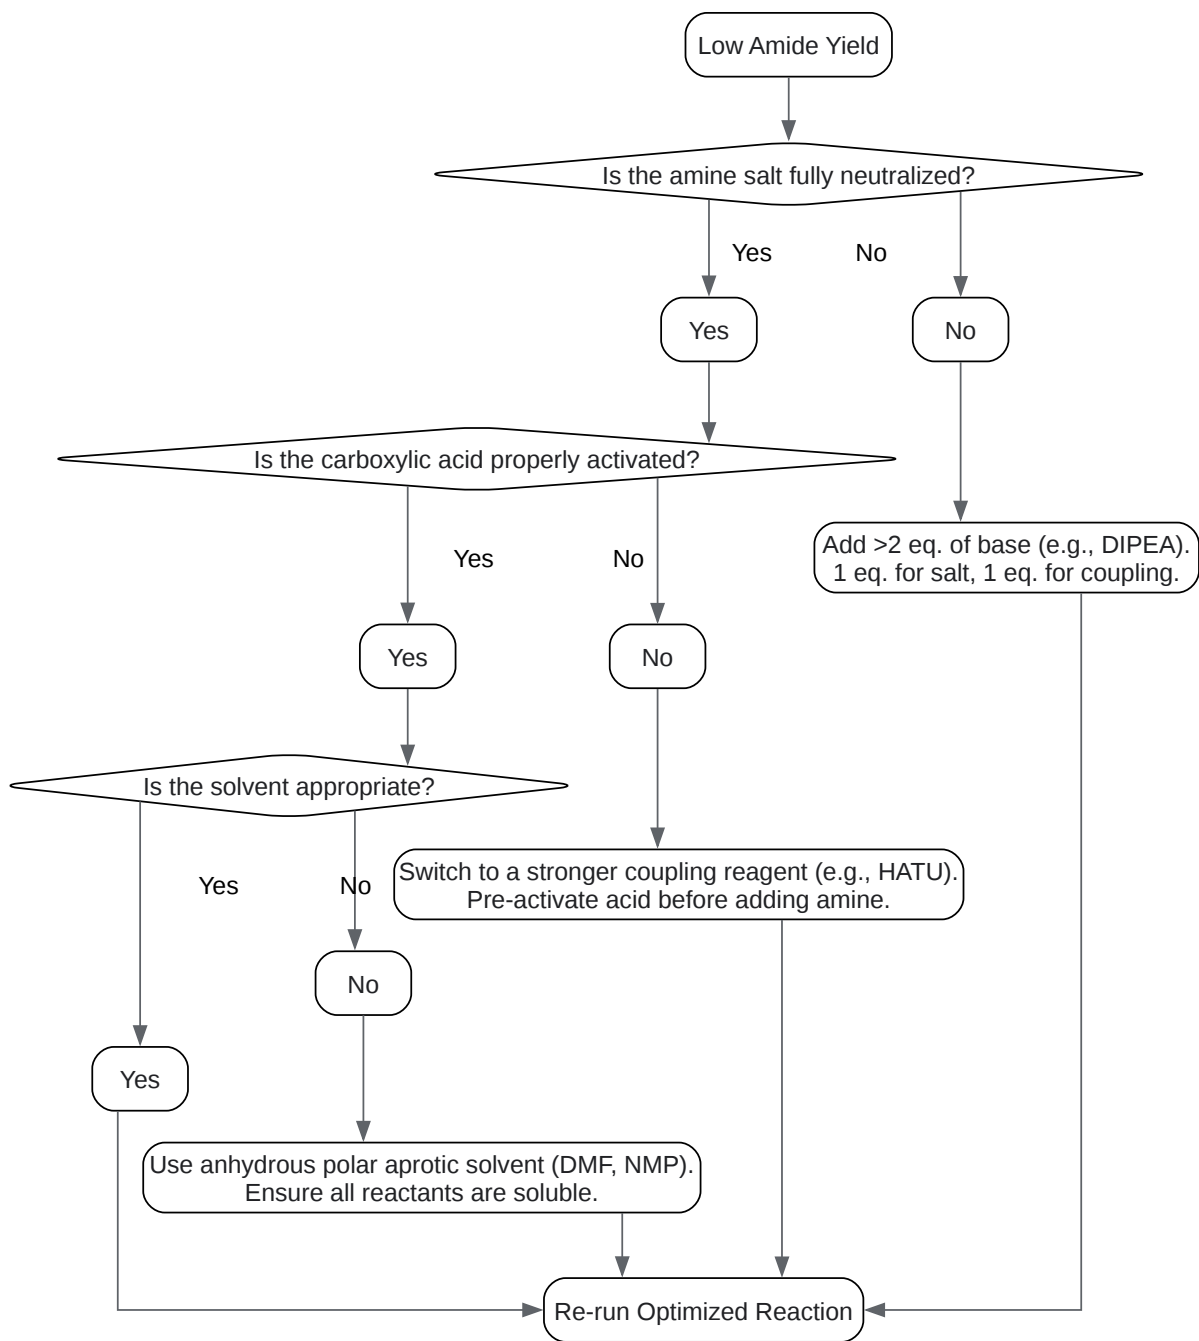 Low Amide Yield
Is the amine salt fully neutralized?
Yes
No
Yes
No
Is the carboxylic acid properly activated?
Add >2 eq. of base (e.g., DIPEA).
1 eq. for salt, 1 eq. for coupling.
Yes
No
Yes
No
Is the solvent appropriate?
Switch to a stronger coupling reagent (e.g., HATU).
Pre-activate acid before adding amine.
Yes
No
No
Yes
Use anhydrous polar aprotic solvent (DMF, NMP).
Ensure all reactants are soluble.
Re-run Optimized Reaction